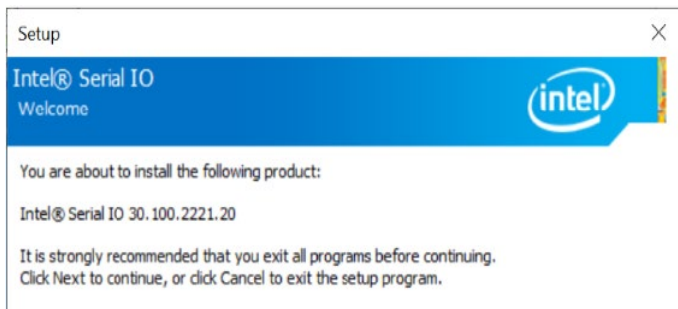 Setup
Intel® Serial IO
Welcome
intel
You are about to install the following product:
Intel® Serial IO 30.100.2221.20
It is strongly recommended that you exit all programs before continuing.
Click Next to continue, or click Cancel to exit the setup program.